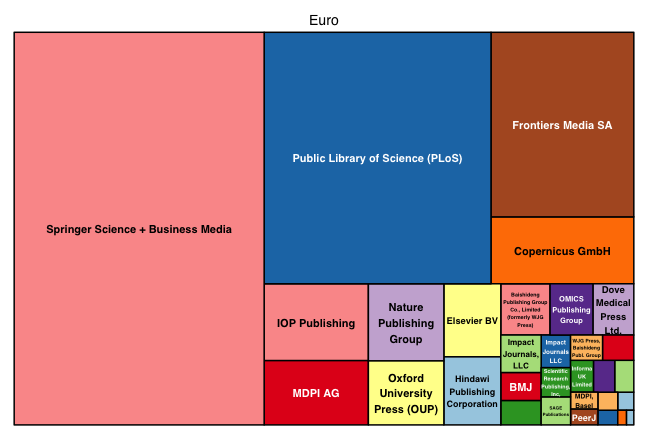 Euro
Springer Science + Business Media
Public Library of Science (PLoS)
Frontiers Media SA
Copernicus GmbH
IOP Publishing
Nature
Publishing
Group
Elsevier BV
Baishideng
Publishing Group
Co., Limited
(formerly WJG
Press)
OMICS
Publishing
Group
Dove
Medical
Press
Ltd.
MDPI AG
Oxford
University
Press (OUP)
Hindawi
Publishing
Corporation
Impact
Journals,
LLC
Impact
Journals
LLC
WJG Press,
Baishideng
Publ. Group
BMJ
Scientific
Research
Publishing,
Inc,
Informa
UK
Limited
SAGE
Publications
MDPI,
Basel
PeerJ